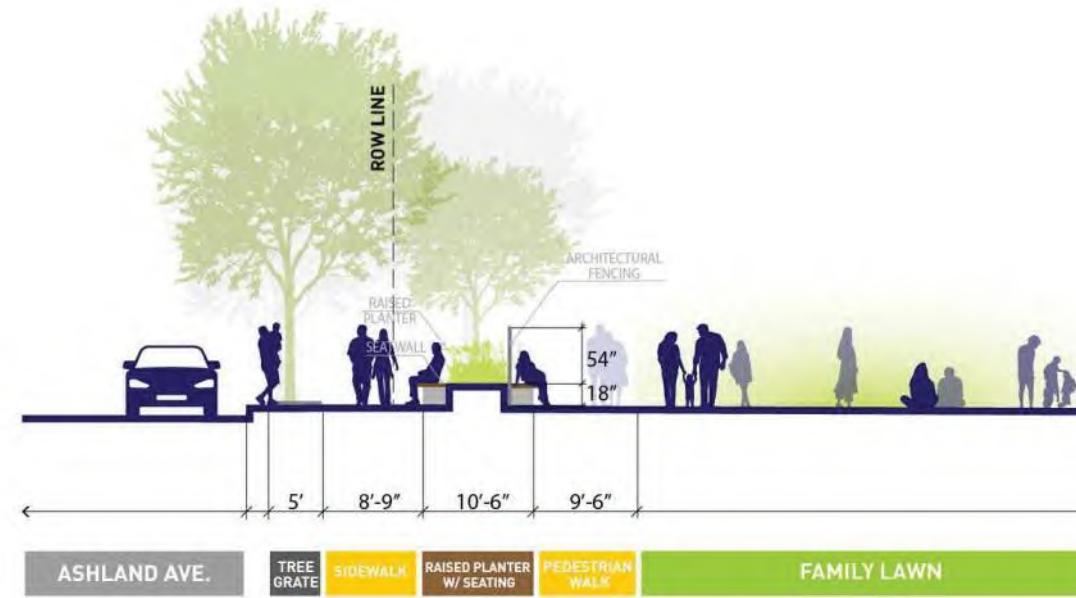 ROW LINE
ARCHITECTURAL
FENCING
RAISED
PLANTER
SEATWALL
54"
18"
5'
8'-9"
10'-6"
9'-6"
ASHLAND AVE.
TREE
GRATE
SIDEWALK
RAISED PLANTER
W/ SEATING
PEDESTRIAN
WALK
FAMILY LAWN